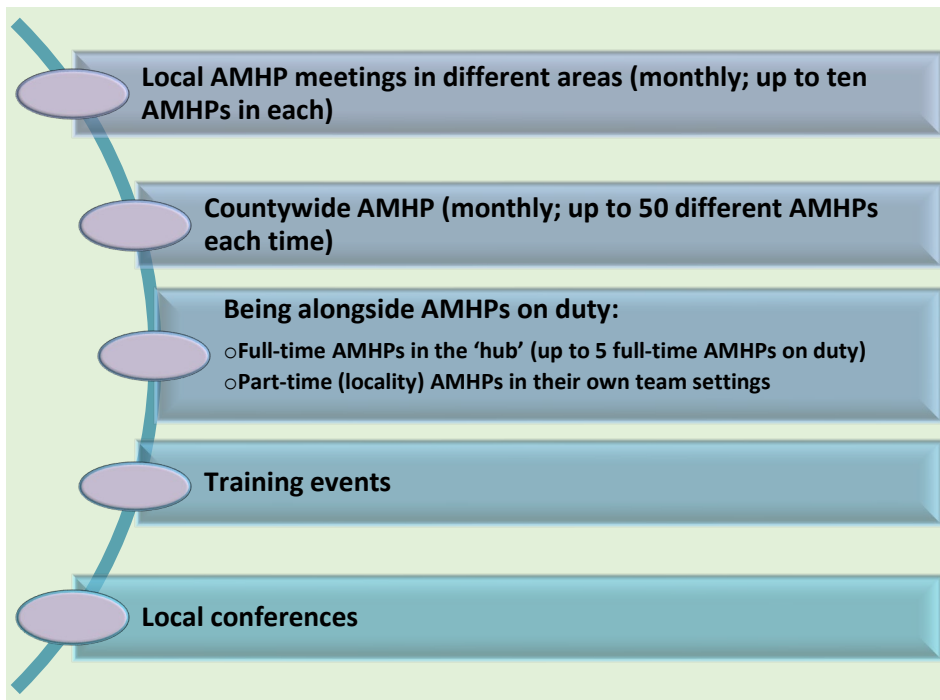 Local AMHP meetings in different areas (monthly; up to ten
AMHPs in each)
Countywide AMHP (monthly; up to 50 different AMHPs
each time)
Being alongside AMHPs on duty:
oFull-time AMHPs in the ‘hub’ (up to 5 full-time AMHPs on duty)
oPart-time (locality) AMHPs in their own team settings
Training events
Local conferences